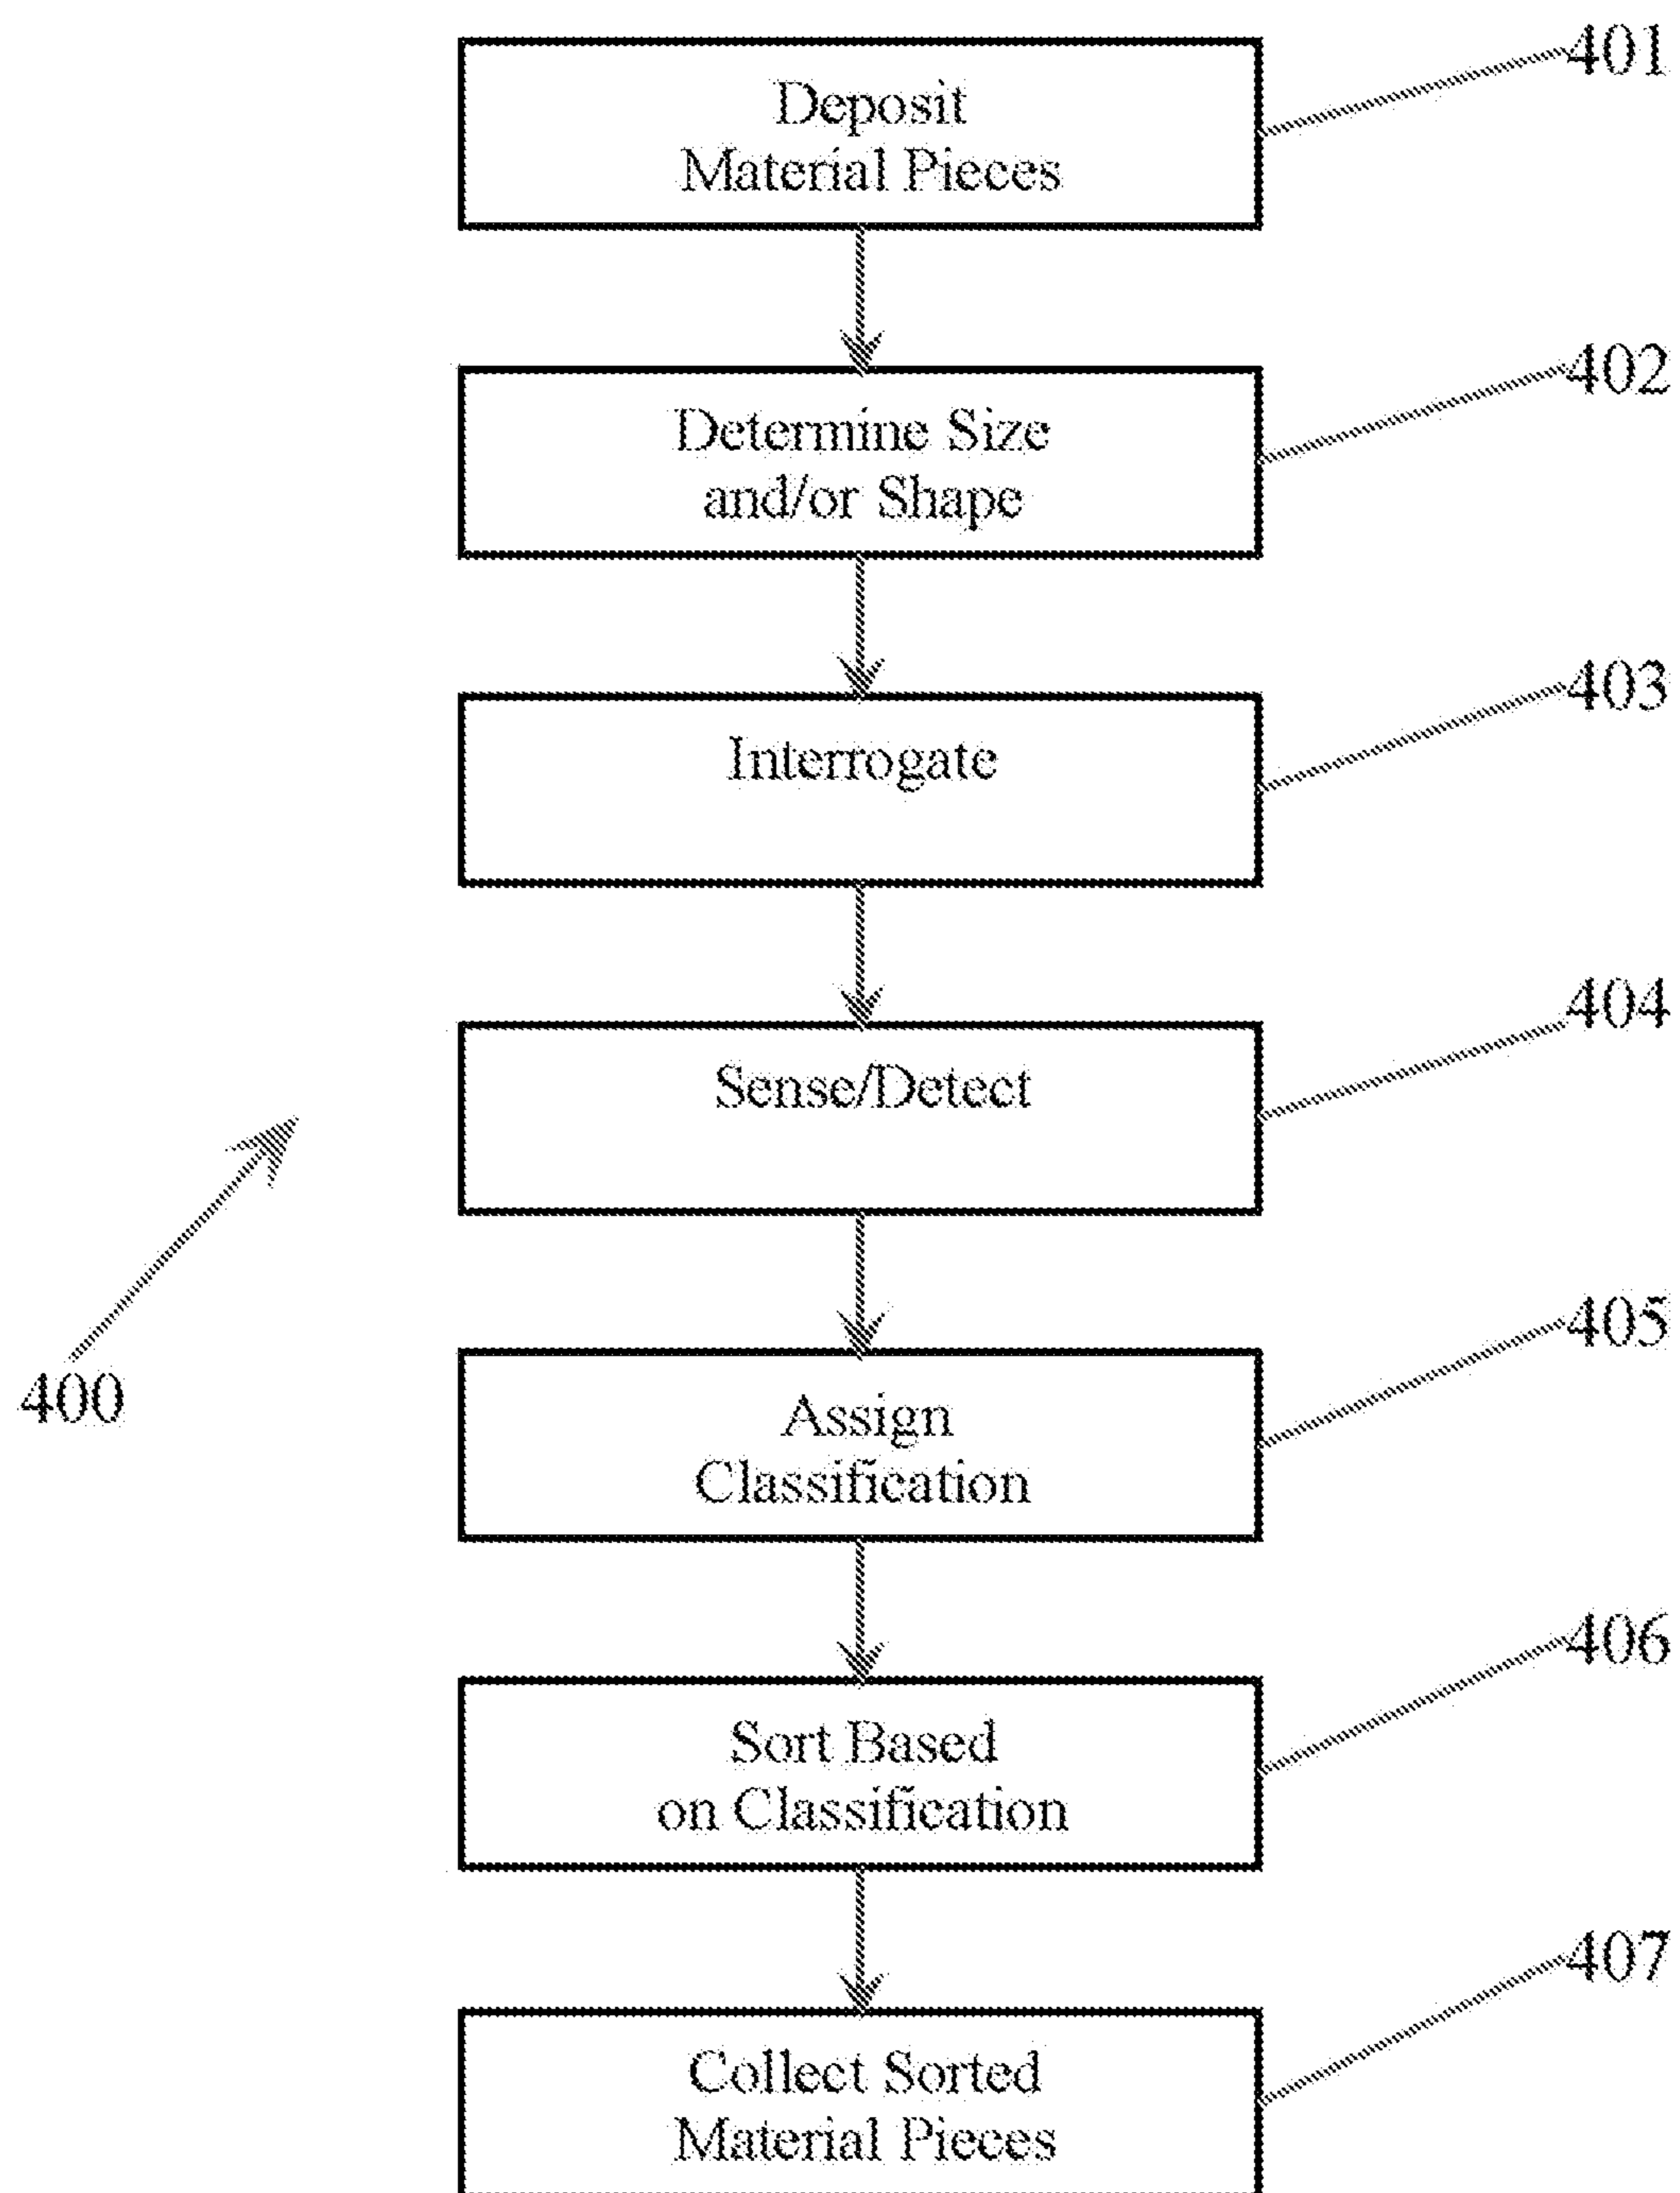 401
Deposit
Material Pieces
402
Determine Size
and/or Shape
403
Interrogate
404
Sense/Detect
405
Assign
Classification
400
406
Sort Based
on Classification
407
Collect Sorted
Material Pieces